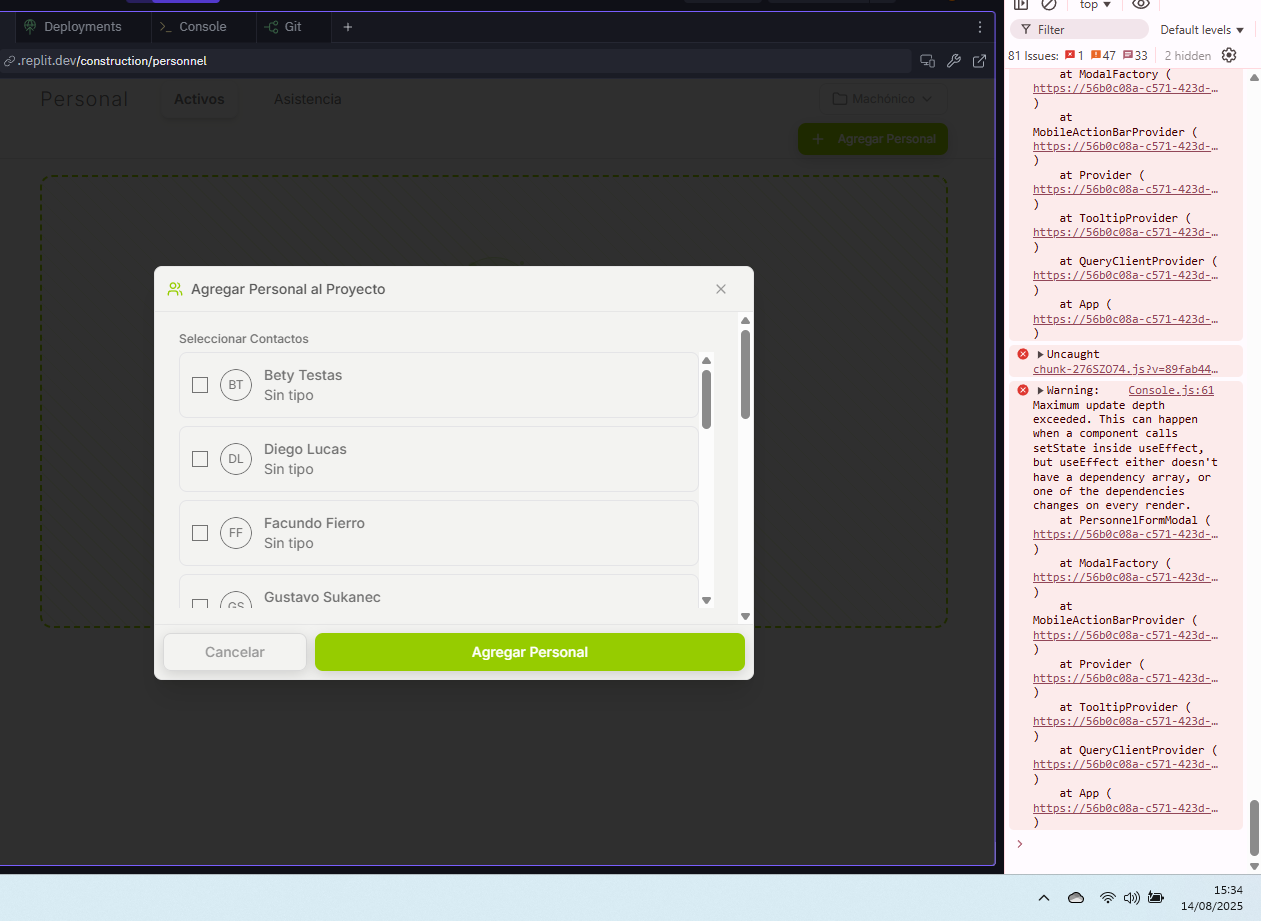 Deployments
Console
Git
.replit.dev/construction/personnel
Personal
Activos
Asistencia
Machonico
+ Agregar Personal
Agregar Personal al Proyecto
Seleccionar Contactos
BT
Bety Testas
Sin tipo
DL
Diego Lucas
Sin tipo
FF
Facundo Fierro
Sin tipo
GS
Gustavo Sukanec
Cancelar
Agregar Personal
top
Filter
Default levels
81 Issues: 1 47 33 2 hidden
at ModalFactory (
https://56b0c08a-c571-423d-…
)
at
MobileActionBarProvider (
https://56b0c08a-c571-423d-…
)
at Provider (
https://56b0c08a-c571-423d-…
)
at TooltipProvider (
https://56b0c08a-c571-423d-…
)
at QueryClientProvider (
https://56b0c08a-c571-423d-…
)
at App (
https://56b0c08a-c571-423d-…
)
Uncaught
chunk-276SZO74.js?v=89fab44…
Warning: Console.js:61
Maximum update depth
exceeded. This can happen
when a component calls
setState inside useEffect,
but useEffect either doesn't
have a dependency array, or
one of the dependencies
changes on every render.
at PersonnelFormModal (
https://56b0c08a-c571-423d-…
)
at ModalFactory (
https://56b0c08a-c571-423d-…
)
at
MobileActionBarProvider (
https://56b0c08a-c571-423d-…
)
at Provider (
https://56b0c08a-c571-423d-…
)
at TooltipProvider (
https://56b0c08a-c571-423d-…
)
at QueryClientProvider (
https://56b0c08a-c571-423d-…
)
at App (
https://56b0c08a-c571-423d-…
)
15:34
14/08/2025